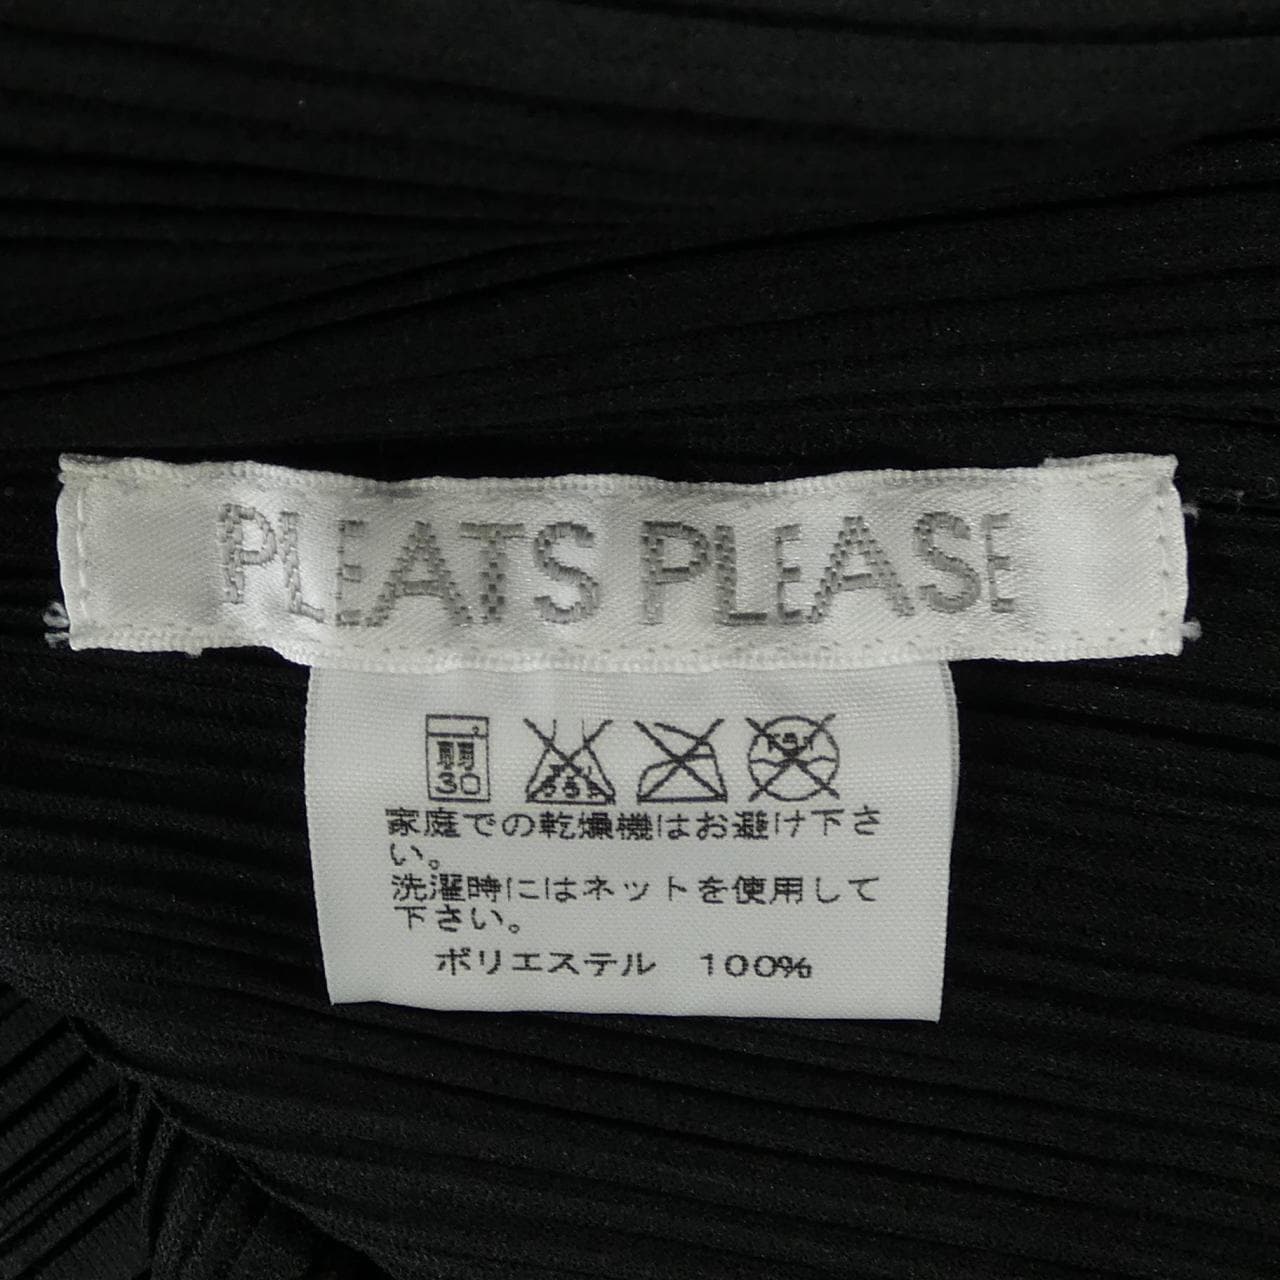 PLEATS PLEASE
弱
30
家庭での乾燥機はお避け下さ
い。
洗濯時にはネットを使用して
下さい。
ポリエステル 100%